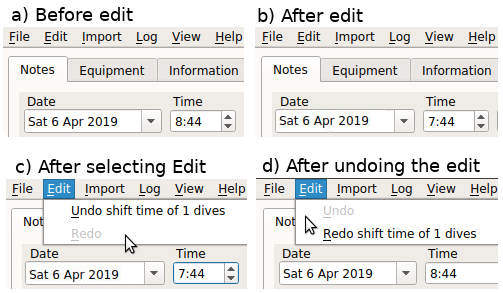 a) Before edit
File Edit Import Log View Help
Notes Equipment Information
Date Time
Sat 6 Apr 2019 8:44
b) After edit
File Edit Import Log View Help
Notes Equipment Information
Date Time
Sat 6 Apr 2019 7:44
c) After selecting Edit
File Edit Import Log View Help
Undo shift time of 1 dives
Not
Redo
Date Time
Sat 6 Apr 2019 7:44
d) After undoing the edit
File Edit Import Log View Help
Undo
Not
Redo shift time of 1 dives
Date Time
Sat 6 Apr 2019 8:44